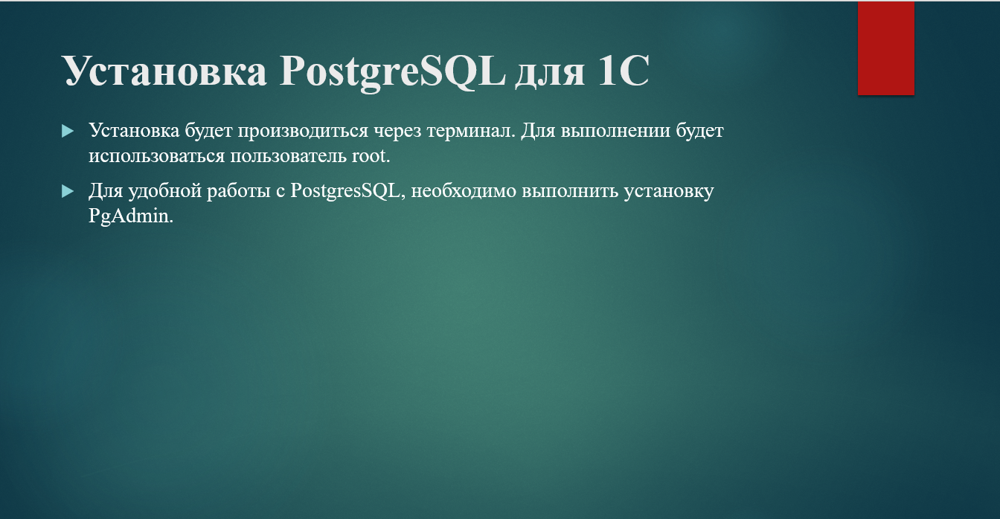 Установка PostgreSQL для 1С
Установка будет производиться через терминал. Для выполнении будет
использоваться пользователь root.
Для удобной работы с PostgresSQL, необходимо выполнить установку
PgAdmin.